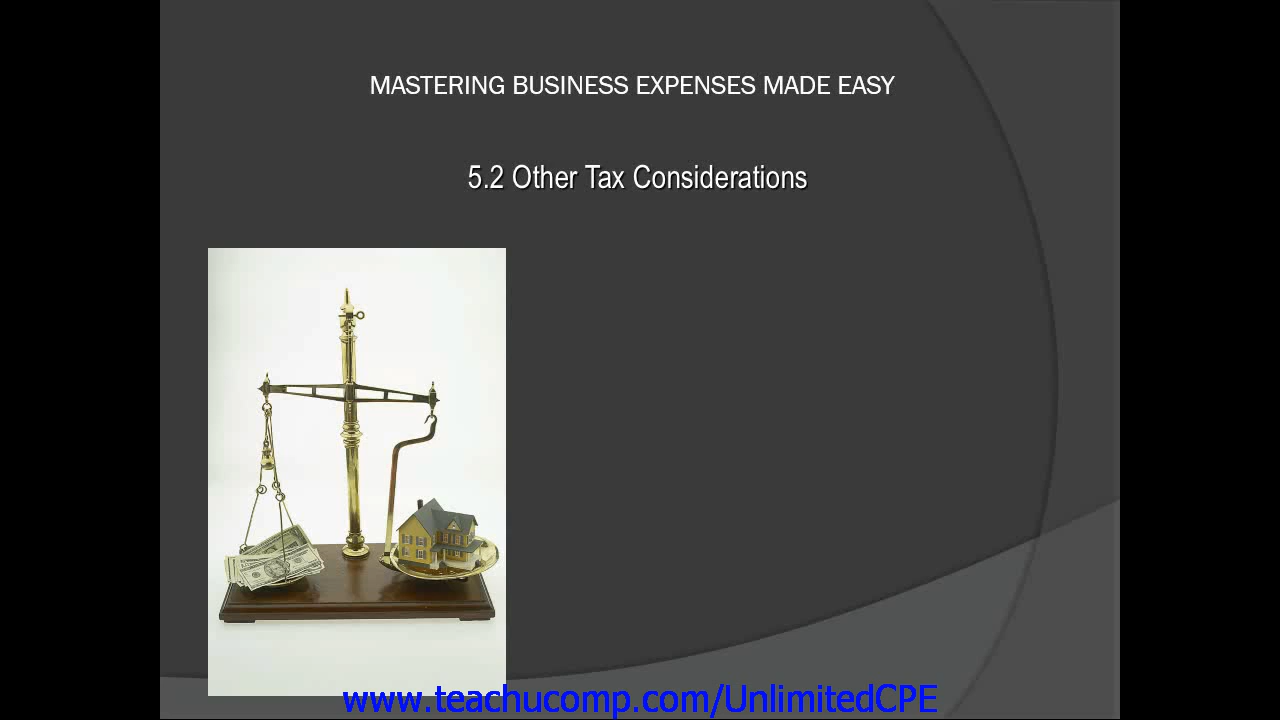 MASTERING BUSINESS EXPENSES MADE EASY
5.2 Other Tax Considerations
www.teachucomp.com/UnlimitedCPE